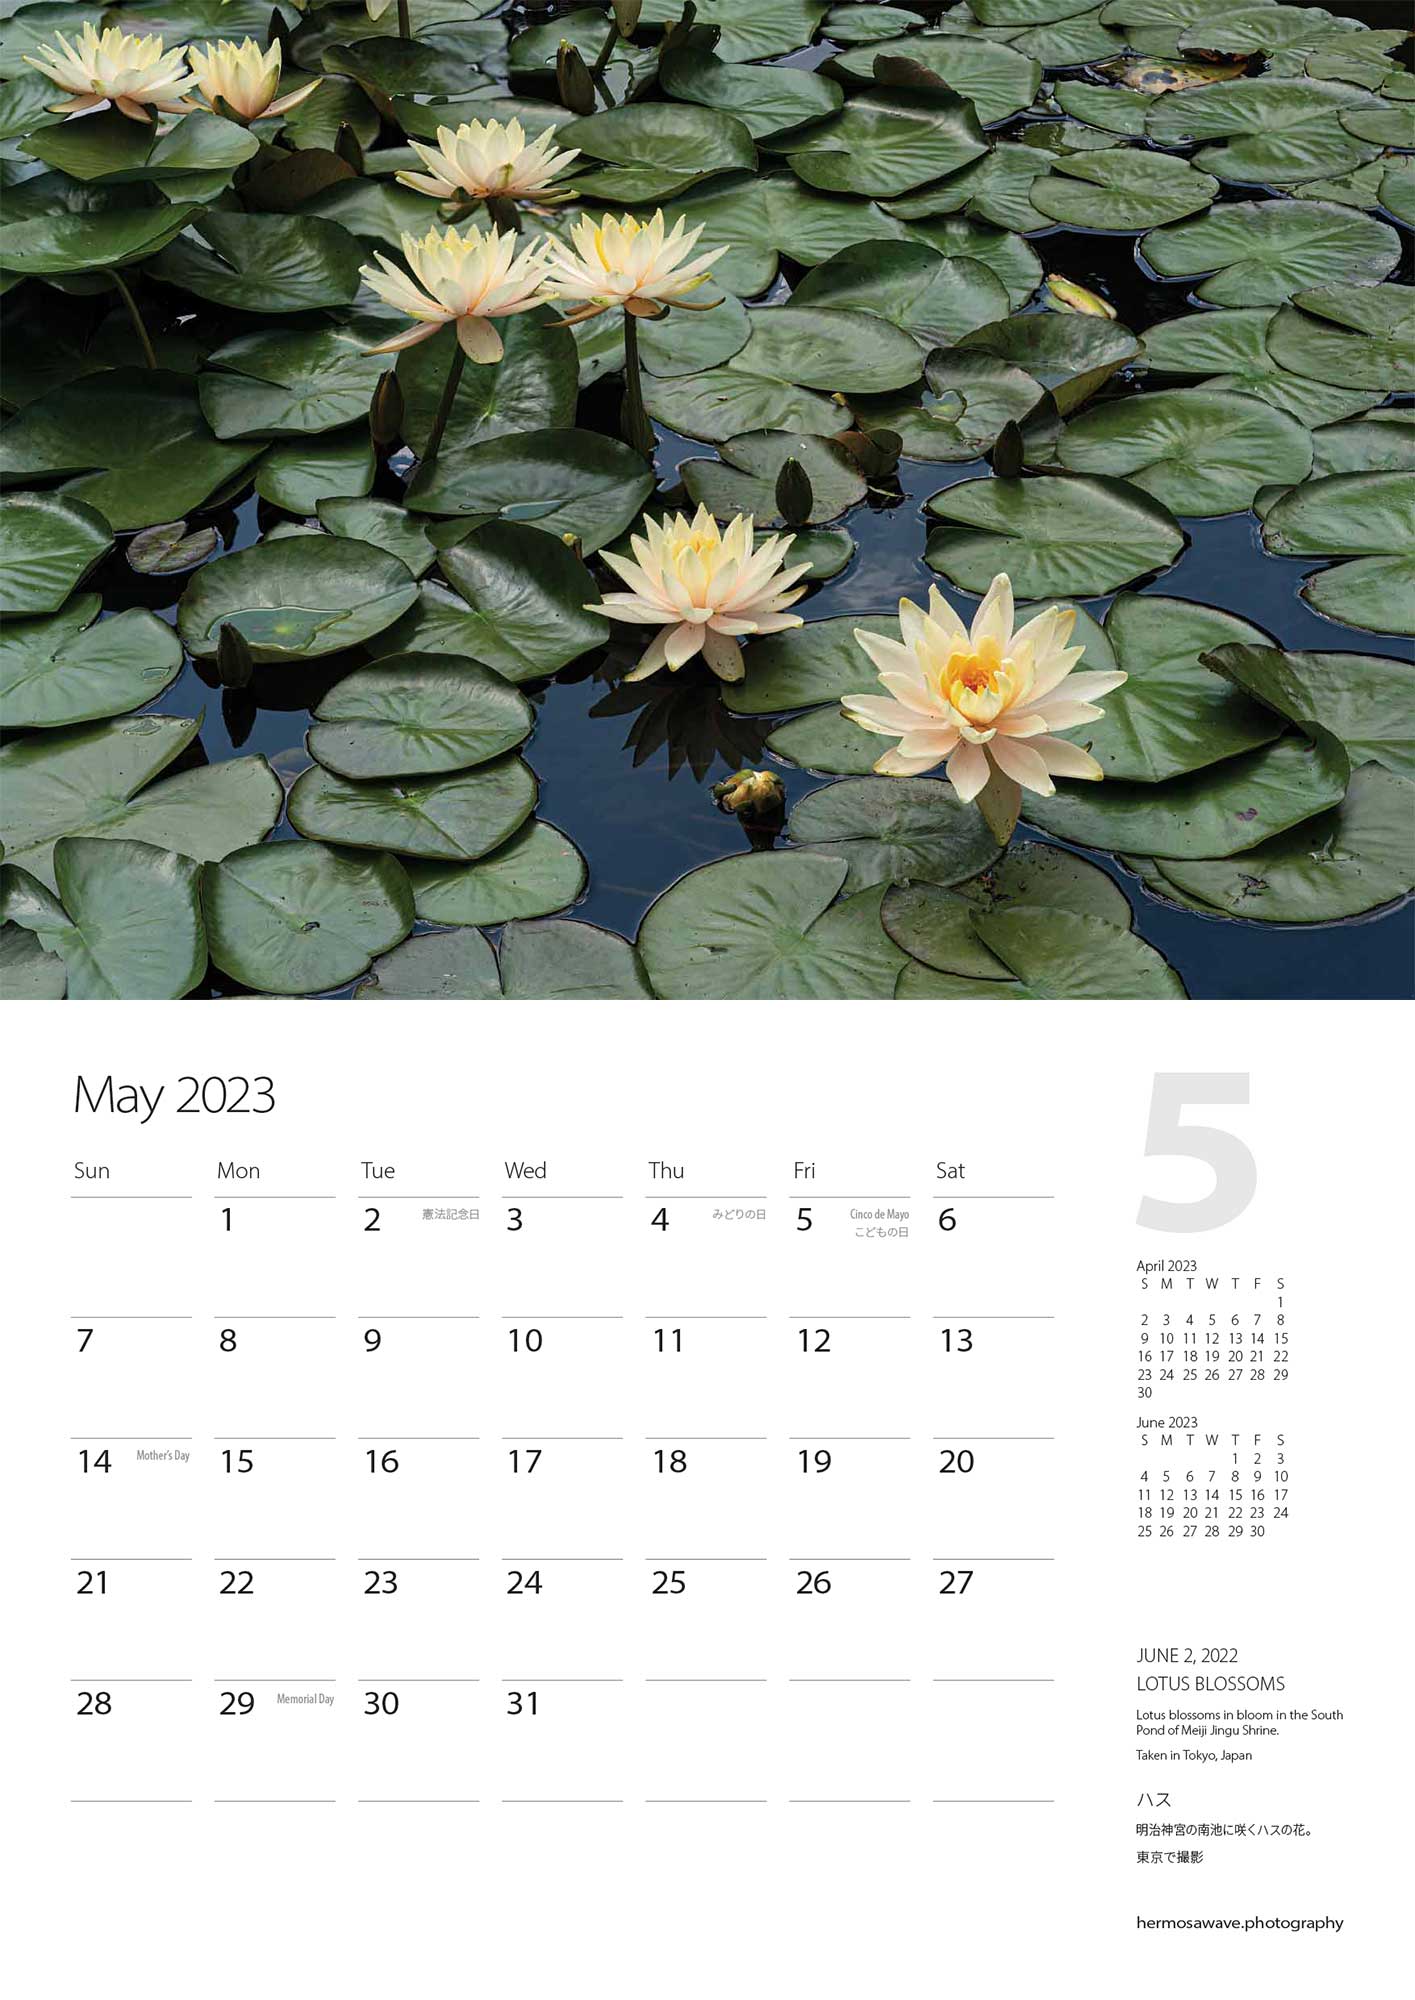 May 2023
5
Sun Mon Tue Wed Thu Fri Sat
1 2 憲法記念日 3 4 みどりの日 5 Cinco de Mayo 6
こどもの日
7 8 9 10 11 12 13
14 Mother's Day 15 16 17 18 19 20
21 22 23 24 25 26 27
28 29 Memorial Day 30 31
April 2023
S M T W T F S
1
2 3 4 5 6 7 8
9 10 11 12 13 14 15
16 17 18 19 20 21 22
23 24 25 26 27 28 29
30
June 2023
S M T W T F S
1 2 3
4 5 6 7 8 9 10
11 12 13 14 15 16 17
18 19 20 21 22 23 24
25 26 27 28 29 30
JUNE 2, 2022
LOTUS BLOSSOMS
Lotus blossoms in bloom in the South
Pond of Meiji Jingu Shrine.
Taken in Tokyo, Japan
ハス
明治神宮の南池に咲くハスの花。
東京で撮影
hermosawave.photography